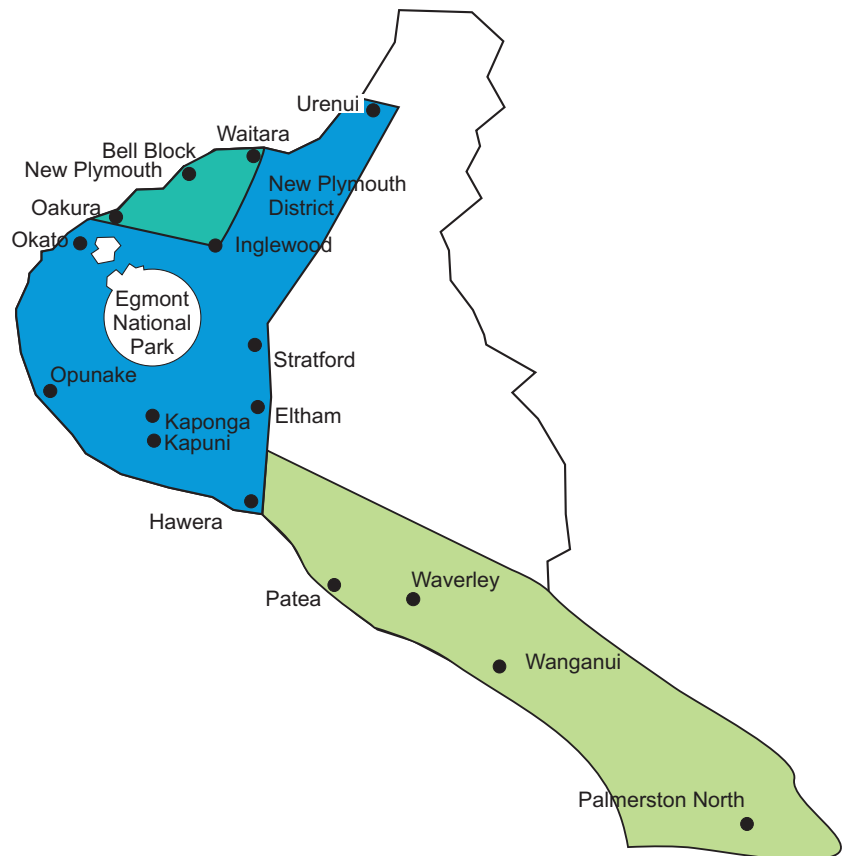 Urenui
Waitara
Bell Block
New Plymouth
New Plymouth
District
Oakura
Okato
Inglewood
Egmont
National
Park
Stratford
Opunake
Kaponga
Eltham
Kapuni
Hawera
Waverley
Patea
Wanganui
Palmerston North